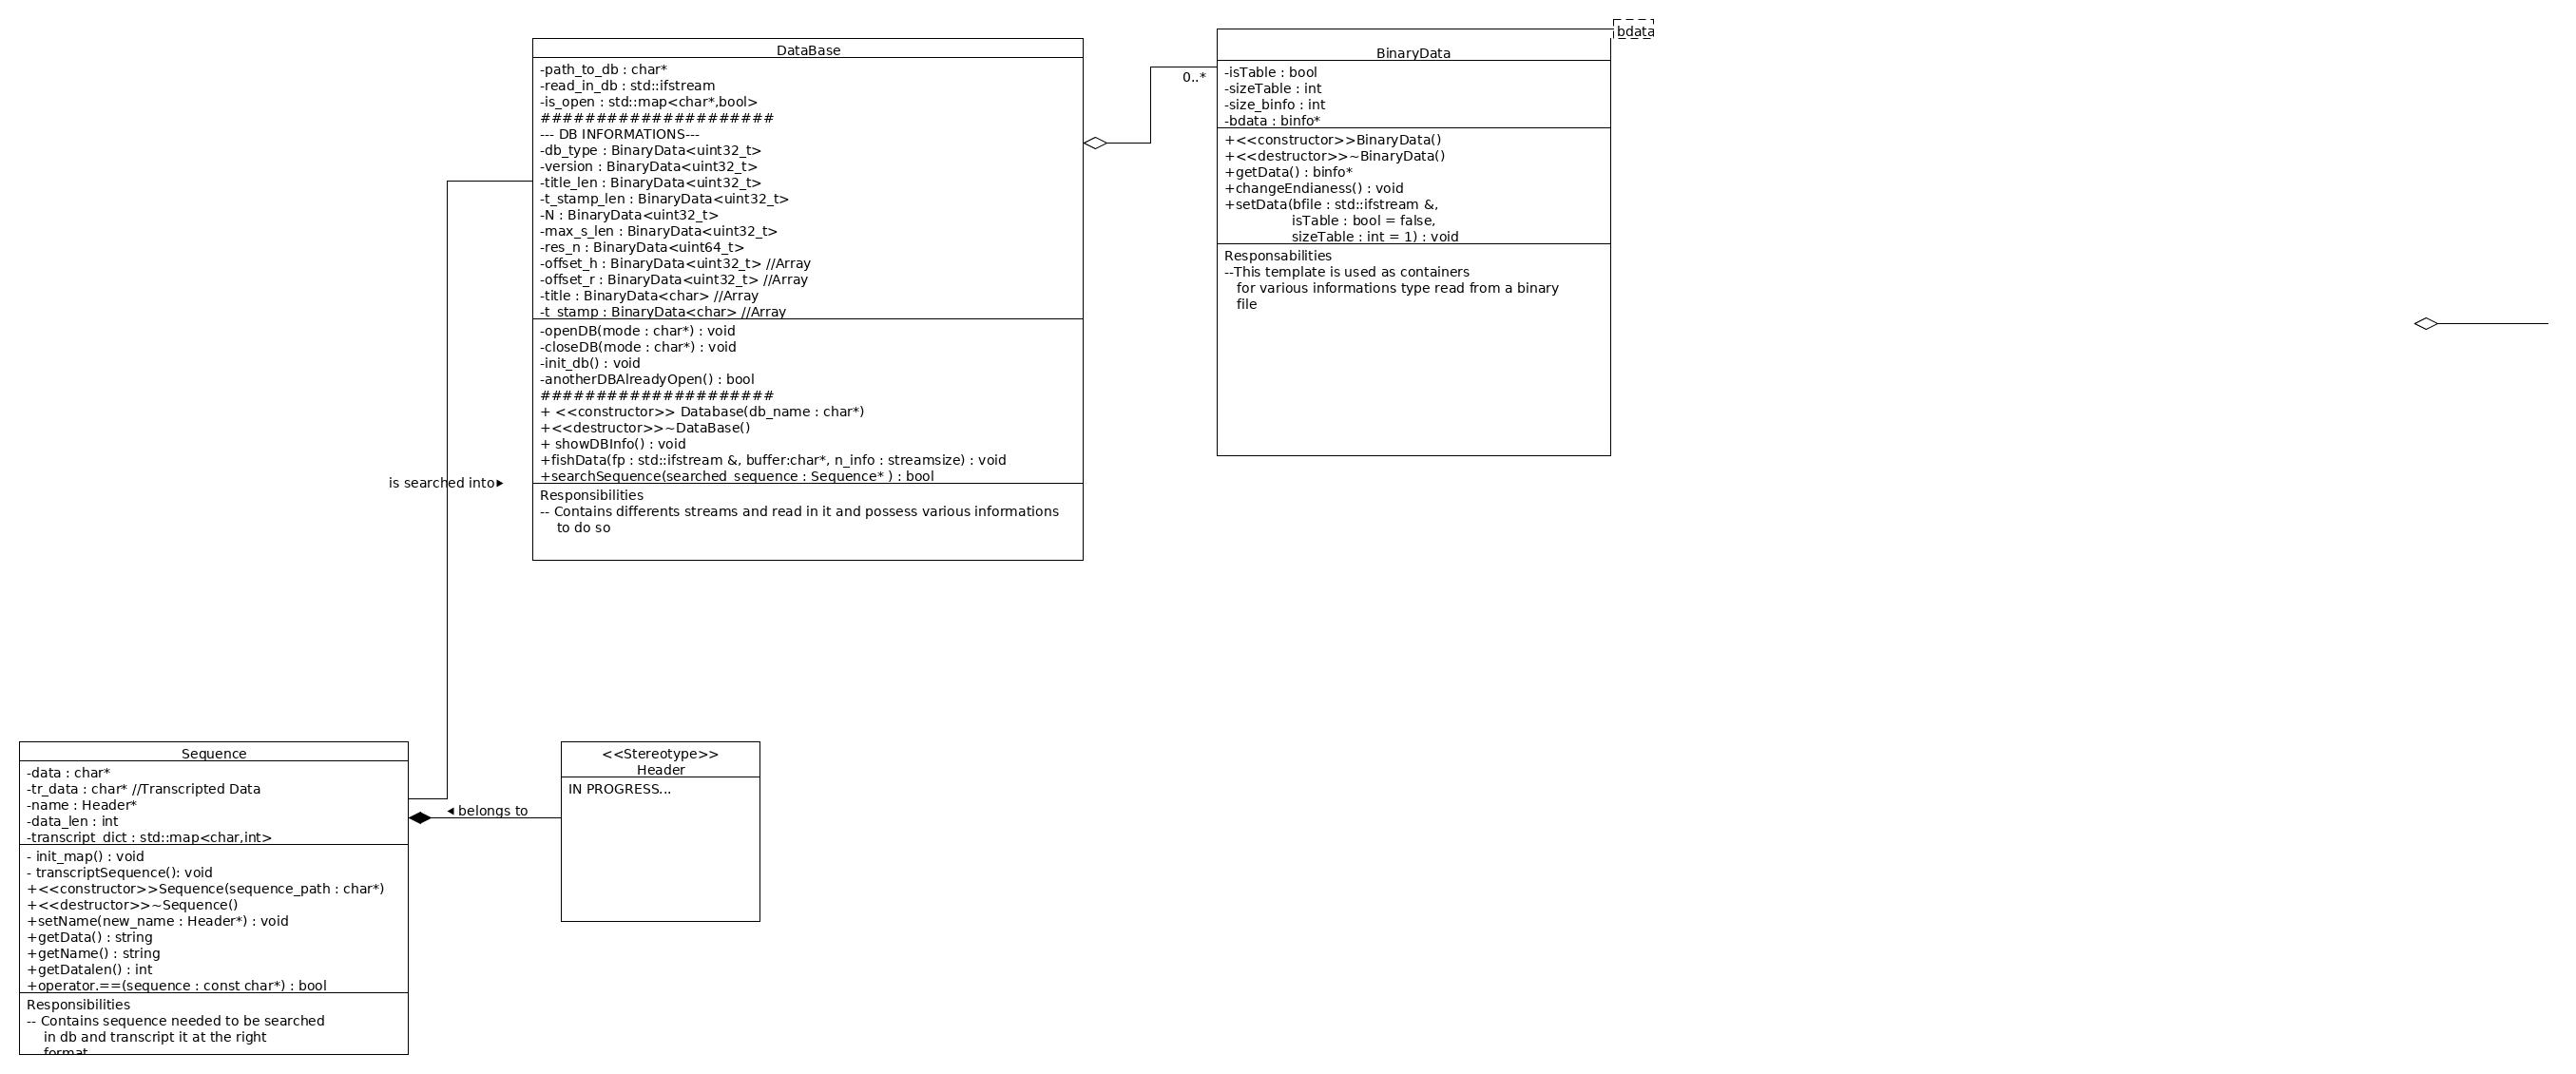 DataBase
-path_to_db : char*
-read_in_db : std::ifstream
-is_open : std::map<char*,bool>
#####################
--- DB INFORMATIONS---
-db_type : BinaryData<uint32_t>
-version : BinaryData<uint32_t>
-title_len : BinaryData<uint32_t>
-t_stamp_len : BinaryData<uint32_t>
-N : BinaryData<uint32_t>
-max_s_len : BinaryData<uint32_t>
-res_n : BinaryData<uint64_t>
-offset_h : BinaryData<uint32_t> //Array
-offset_r : BinaryData<uint32_t> //Array
-title : BinaryData<char> //Array
-t_stamp : BinaryData<char> //Array
-openDB(mode : char*) : void
-closeDB(mode : char*) : void
-init_db() : void
-anotherDBAlreadyOpen() : bool
#####################
+ <<constructor>> Database(db_name : char*)
+<<destructor>>~DataBase()
+ showDBInfo() : void
+fishData(fp : std::ifstream &, buffer:char*, n_info : streamsize) : void
+searchSequence(searched_sequence : Sequence* ) : bool
Responsibilities
-- Contains differents streams and read in it and possess various informations
to do so
0..*
bdata
BinaryData
-isTable : bool
-sizeTable : int
-size_binfo : int
-bdata : binfo*
+<<constructor>>BinaryData()
+<<destructor>>~BinaryData()
+getData() : binfo*
+changeEndianess() : void
+setData(bfile : std::ifstream &,
isTable : bool = false,
sizeTable : int = 1) : void
Responsabilities
--This template is used as containers
for various informations type read from a binary
file
is searched into
Sequence
-data : char*
-tr_data : char* //Transcripted Data
-name : Header*
-data_len : int
-transcript_dict : std::map<char,int>
- init_map() : void
- transcriptSequence(): void
+<<constructor>>Sequence(sequence_path : char*)
+<<destructor>>~Sequence()
+setName(new_name : Header*) : void
+getData() : string
+getName() : string
+getDatalen() : int
+operator.==(sequence : const char*) : bool
Responsibilities
-- Contains sequence needed to be searched
in db and transcript it at the right
format
belongs to
<<Stereotype>>
Header
IN PROGRESS...